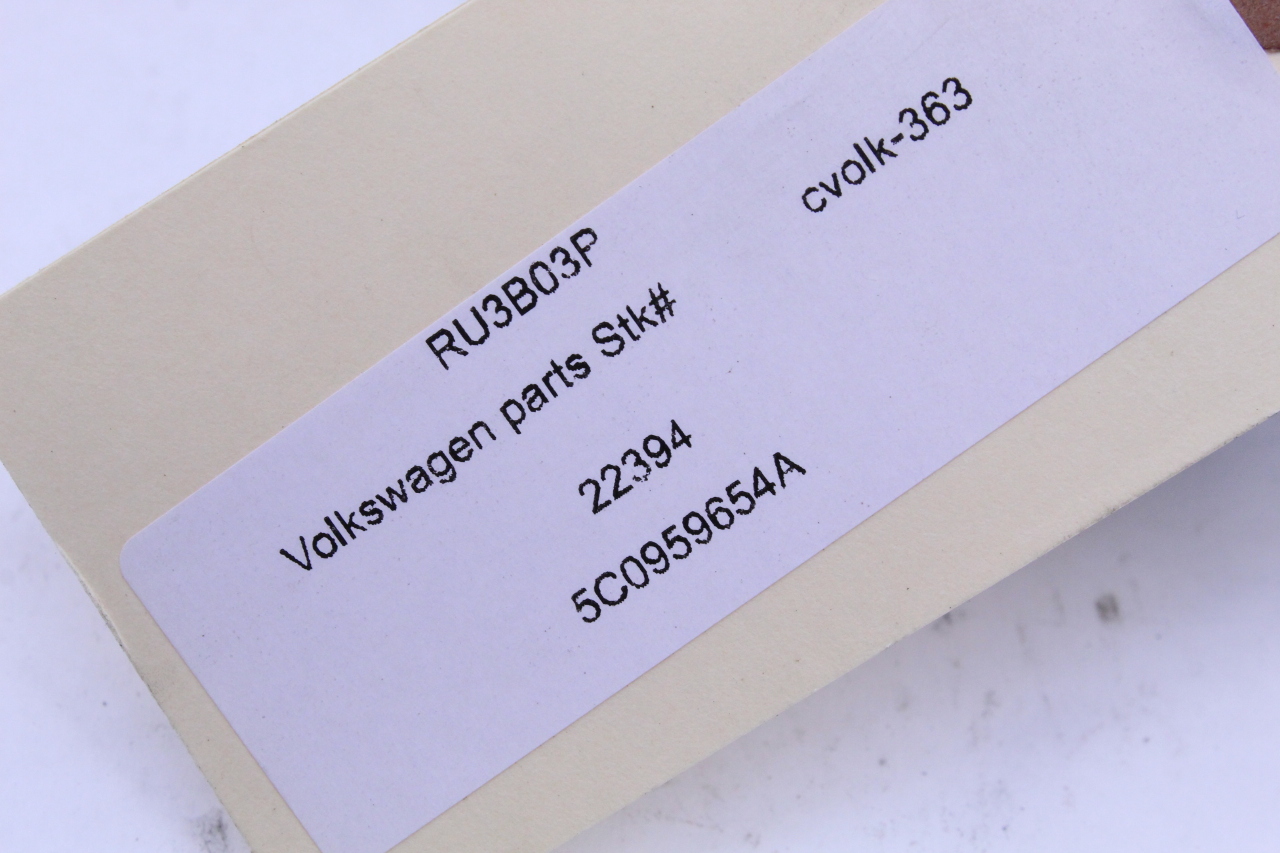 cvolk-363
RU3B03P
Volkswagen parts Stk#
22394
5C0959654A